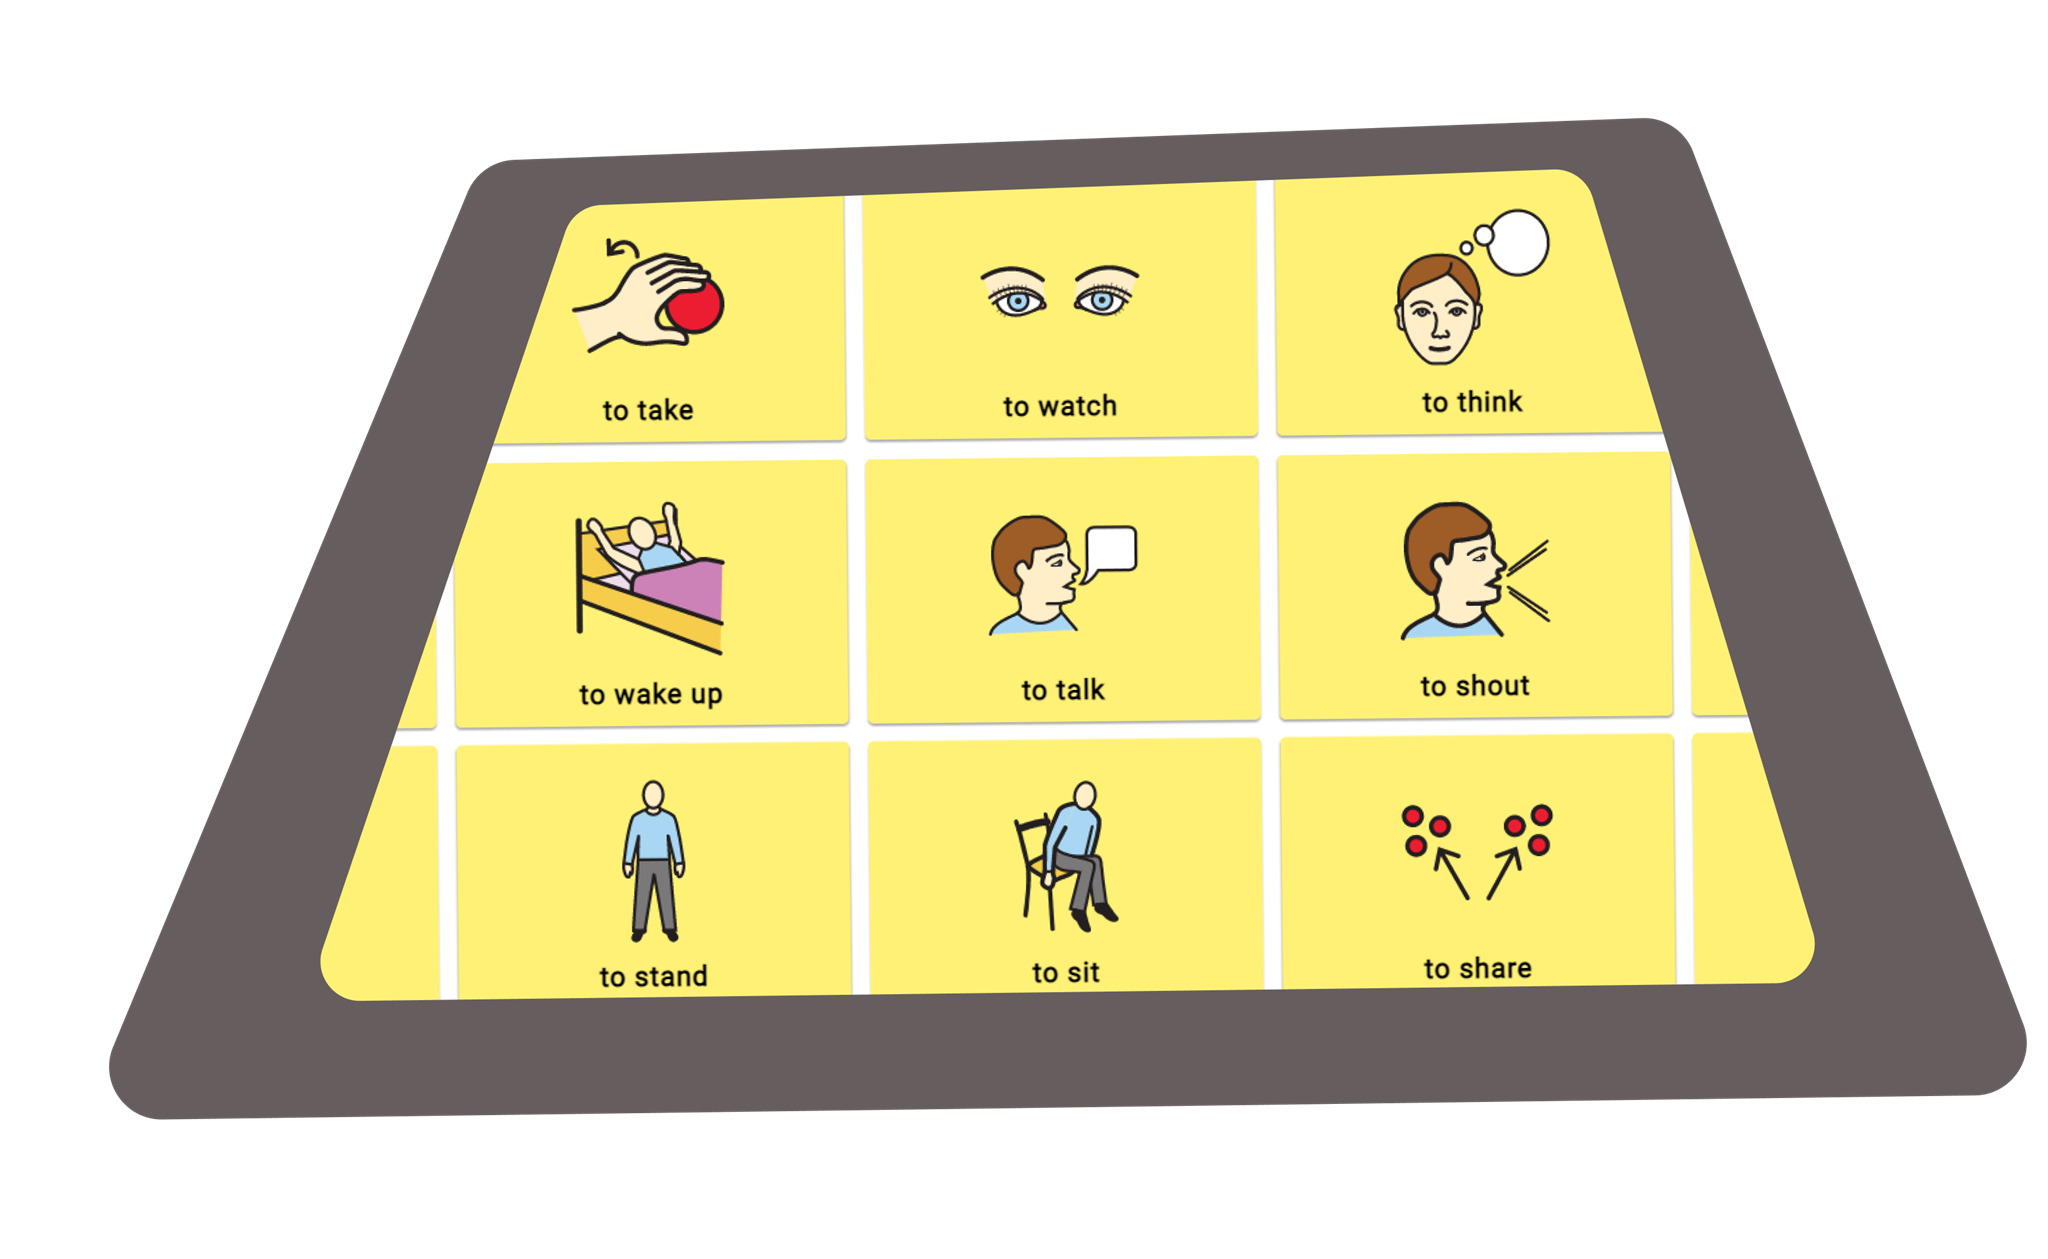 to take
to watch
to think
to wake up
to talk
to shout
to stand
to sit
to share